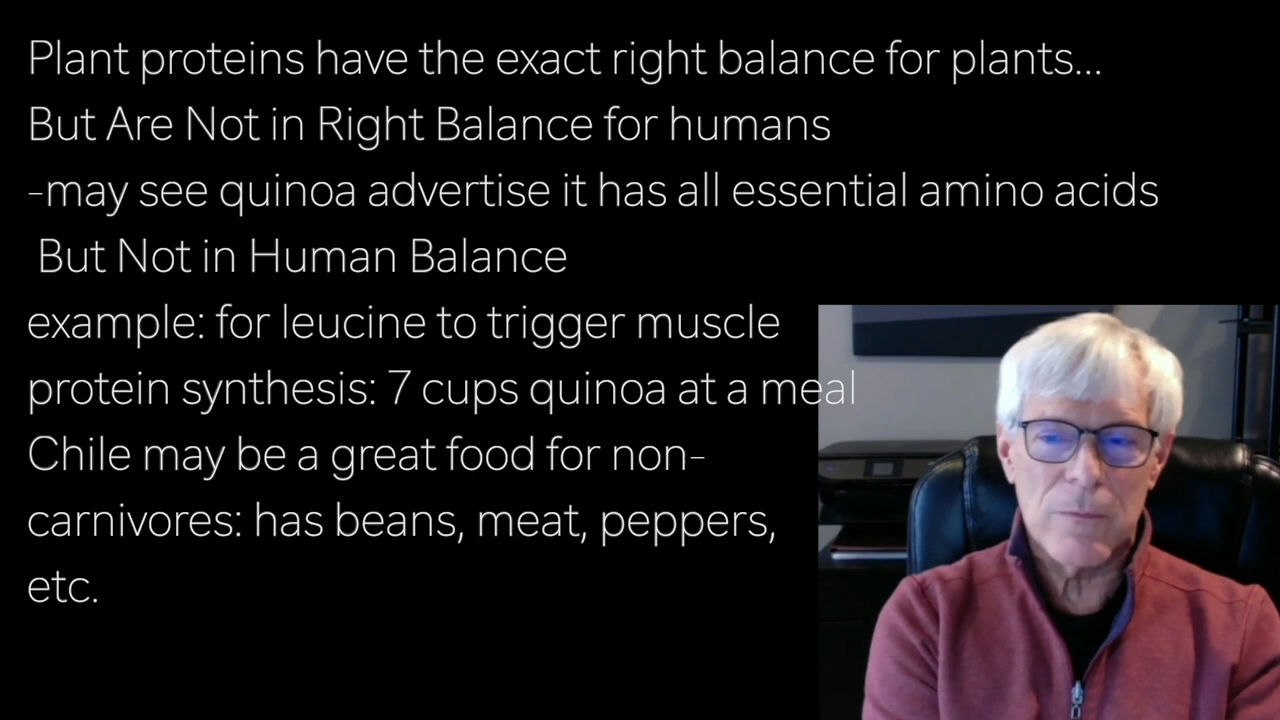 Plant proteins have the exact right balance for plants...
But Are Not in Right Balance for humans
-may see quinoa advertise it has all essential amino acids
But Not in Human Balance
example: for leucine to trigger muscle
protein synthesis: 7 cups quinoa at a meal
Chile may be a great food for non-
carnivores: has beans, meat, peppers,
etc.